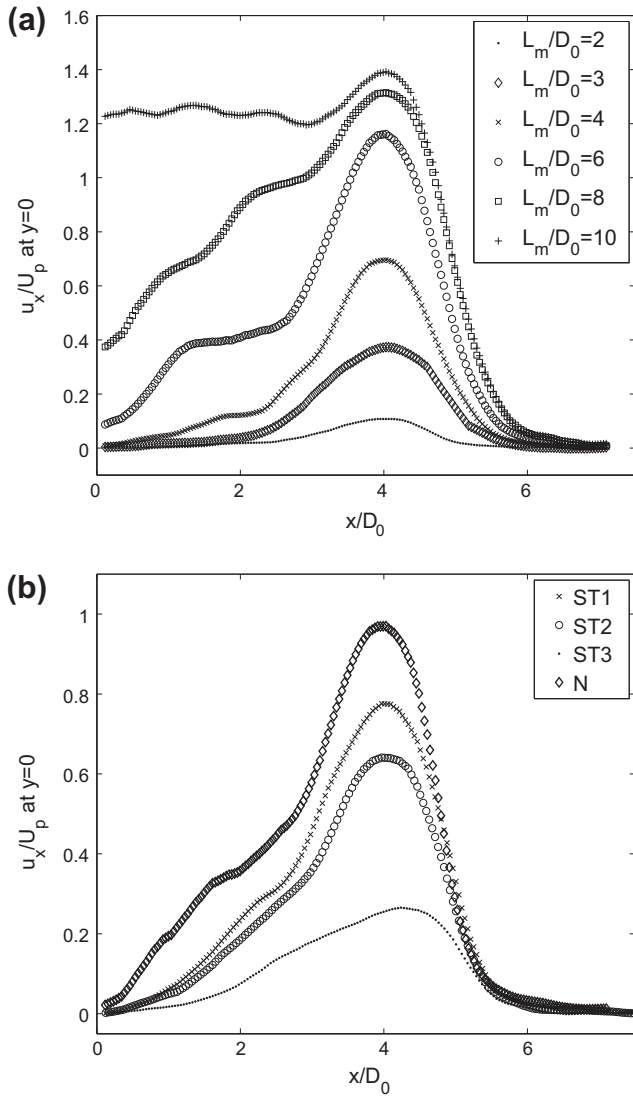 (a)
L_m/D_0=2
L_m/D_0=3
L_m/D_0=4
L_m/D_0=6
L_m/D_0=8
L_m/D_0=10
1.6
1.4
1.2
1
0.8
0.6
0.4
0.2
0
u_x/U_p at y=0
0 2 4 6
x/D_0
(b)
ST1
ST2
ST3
N
1
0.8
0.6
0.4
0.2
0
u_x/U_p at y=0
0 2 4 6
x/D_0